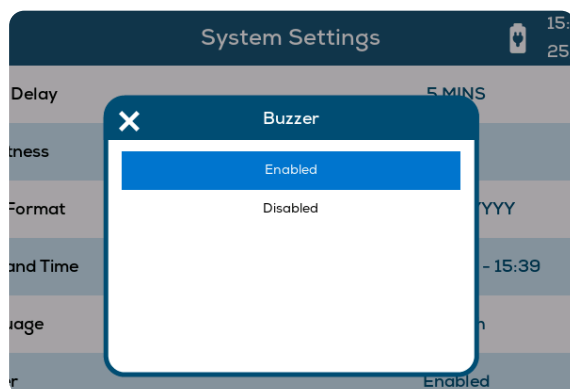 System Settings
15:
25
Delay 5 MINS
Buzzer
tness
Enabled
Disabled
Format YYYY
and Time - 15:39
uage n
r Enabled